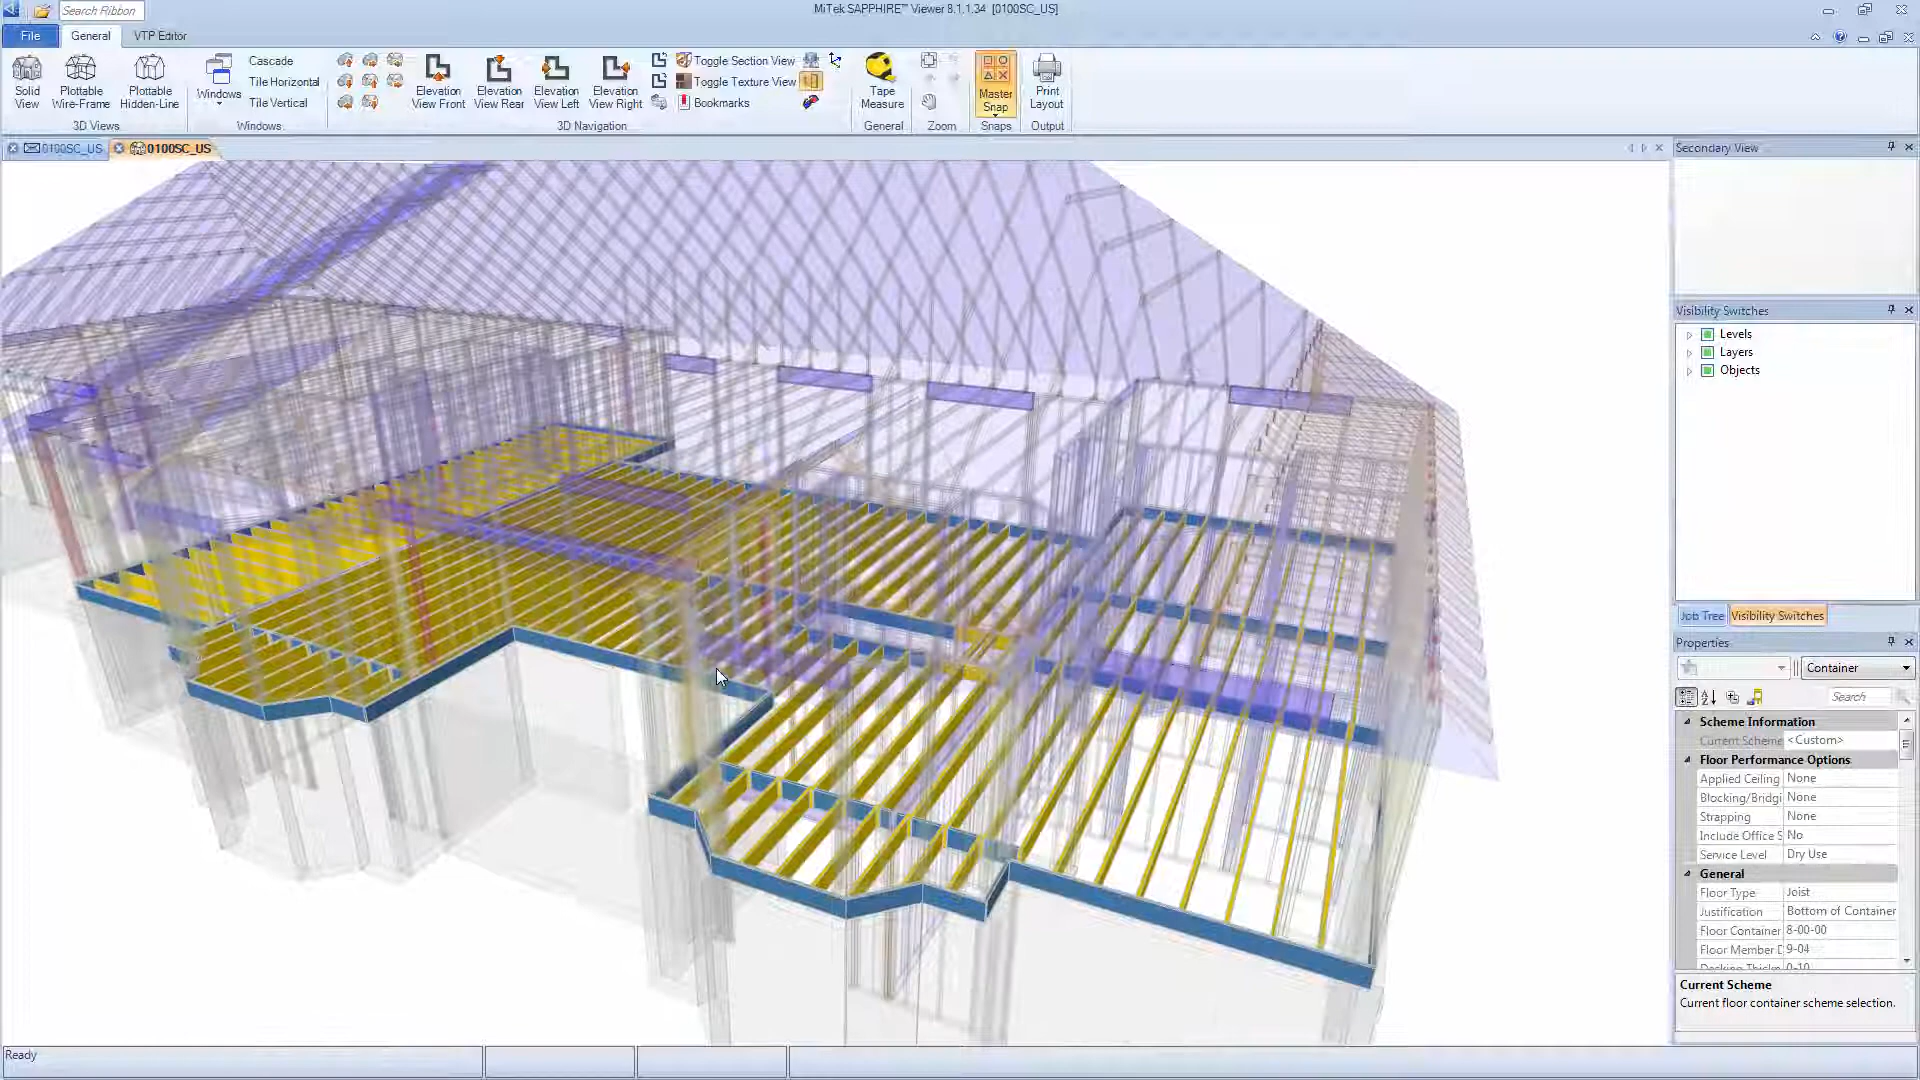 Search Ribbon
MiTek SAPPHIRE™ Viewer 8.1.1.34 [0100SC_US]
File
General
VTP Editor
Solid View
Plottable Wire-Frame
Plottable Hidden-Line
3D Views
Windows
Cascade
Tile Horizontal
Tile Vertical
Windows
Elevation View Front
Elevation View Rear
Elevation View Left
Elevation View Right
Toggle Section View
Toggle Texture View
Bookmarks
3D Navigation
Tape Measure
General
Zoom
Master Snap
Snaps
Print Layout
Output
0100SC_US
0100SC_US
Secondary View
Visibility Switches
Levels
Layers
Objects
Job Tree
Visibility Switches
Properties
Container
Search
Scheme Information
Current Scheme <Custom>
Floor Performance Options
Applied Ceiling None
Blocking/Bridgi None
Strapping None
Include Office S No
Service Level Dry Use
General
Floor Type Joist
Justification Bottom of Container
Floor Container 8-00-00
Floor Member D 9-04
0-10
Current Scheme
Current floor container scheme selection.
Ready